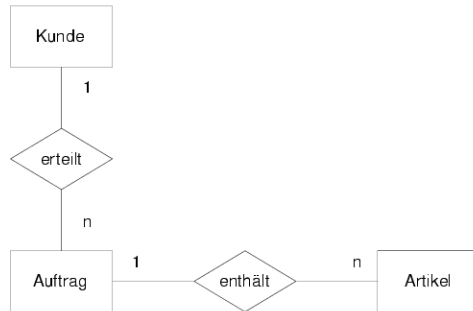 Kunde
1
erteilt
n
Auftrag
1
enthält
n
Artikel